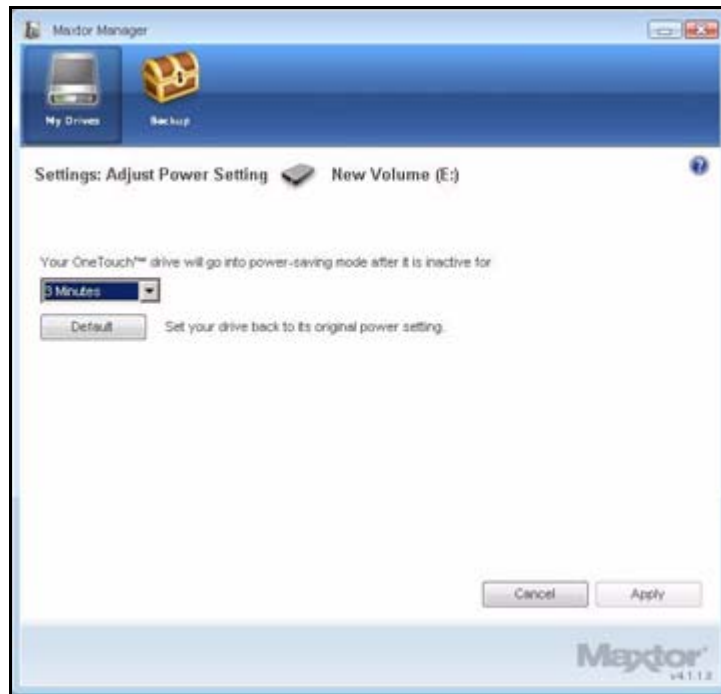 Maxtor Manager
My Drives
Backup
Settings: Adjust Power Setting
New Volume (E:)
?
Your OneTouch™ drive will go into power-saving mode after it is inactive for
3 Minutes
Default
Set your drive back to its original power setting.
Cancel
Apply
Maxtor